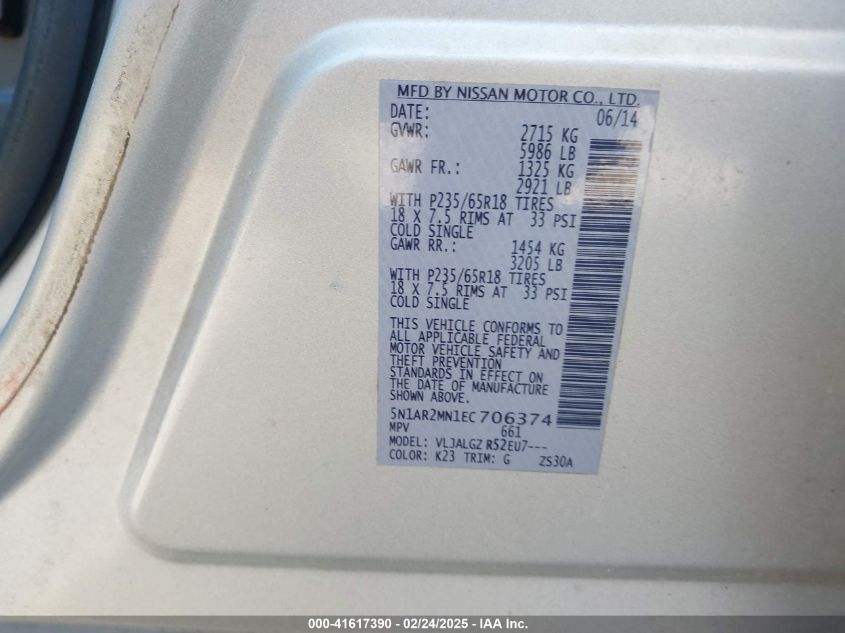 MFD BY NISSAN MOTOR CO., LTD.
DATE: 06/14
GVWR: 2715 KG
5986 LB
GAWR FR.: 1325 KG
2921 LB
WITH P235/65R18 TIRES
18 X 7.5 RIMS AT 33 PSI
COLD SINGLE
GAWR RR.: 1454 KG
3205 LB
WITH P235/65R18 TIRES
18 X 7.5 RIMS AT 33 PSI
COLD SINGLE
THIS VEHICLE CONFORMS TO
ALL APPLICABLE FEDERAL
MOTOR VEHICLE SAFETY AND
THEFT PREVENTION
STANDARDS IN EFFECT ON
THE DATE OF MANUFACTURE
SHOWN ABOVE.
5N1AR2MN1EC706374
MPV 661
MODEL: VLJALGZ R52EU7---
COLOR: K23 TRIM: G ZS30A
000-41617390 - 02/24/2025 - IAA Inc.